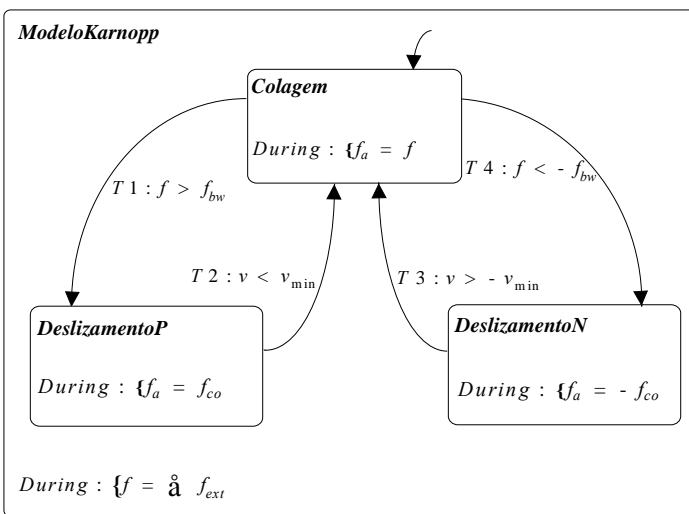 ModeloKarnopp
Colagem
During : {f_a = f
T 1 : f > f_bw
T 4 : f < - f_bw
T 2 : v < v_min
T 3 : v > - v_min
DeslizamentoP
During : {f_a = f_co
DeslizamentoN
During : {f_a = - f_co
During : {f = å f_ext